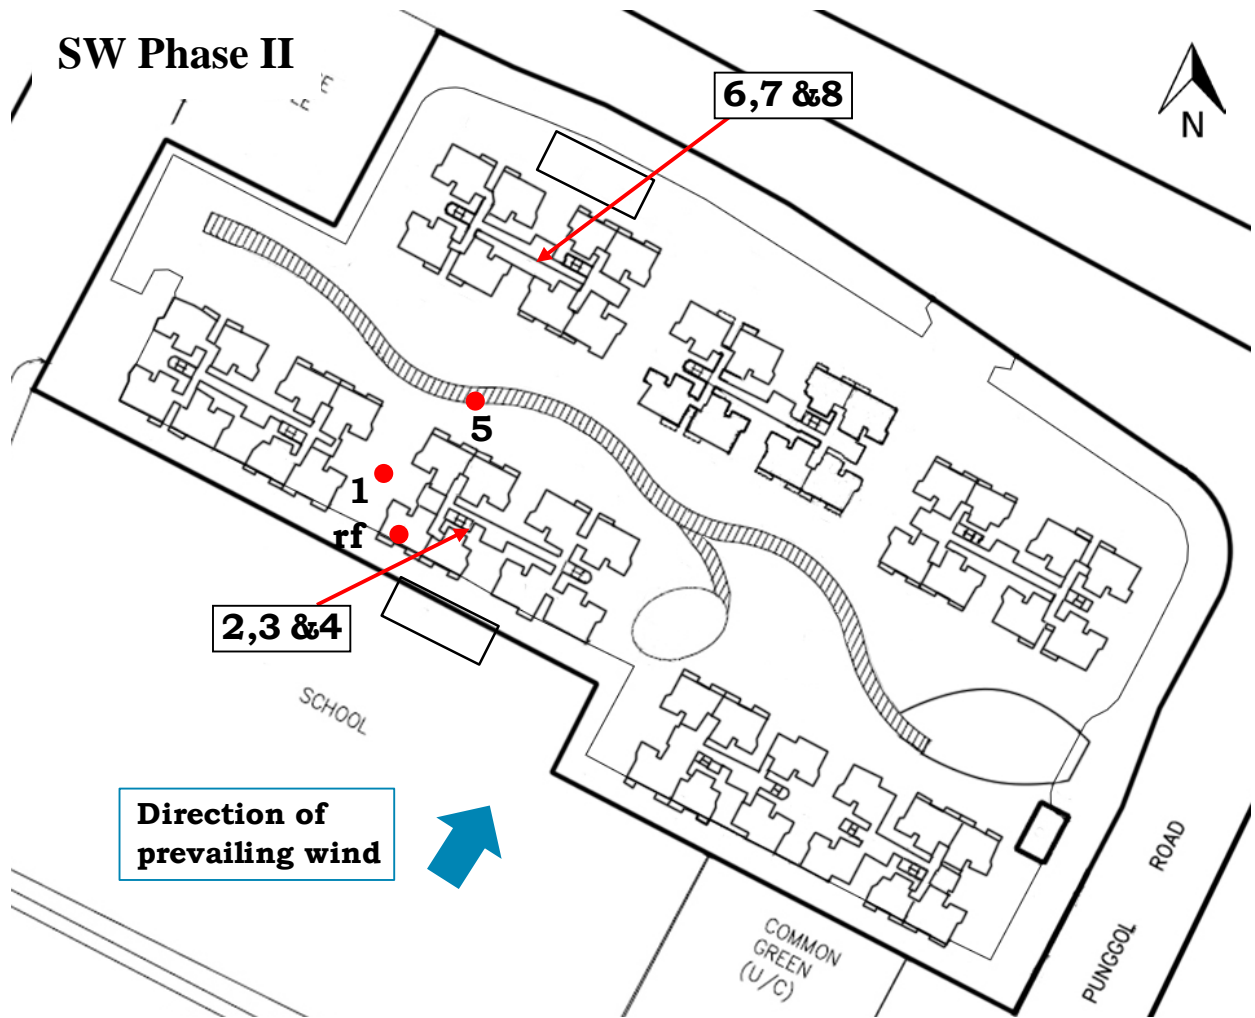 SW Phase II
6,7 &8
N
5
1
rf
2,3 &4
SCHOOL
Direction of
prevailing wind
ROAD
PUNGGOL
COMMON
GREEN
(U/C)